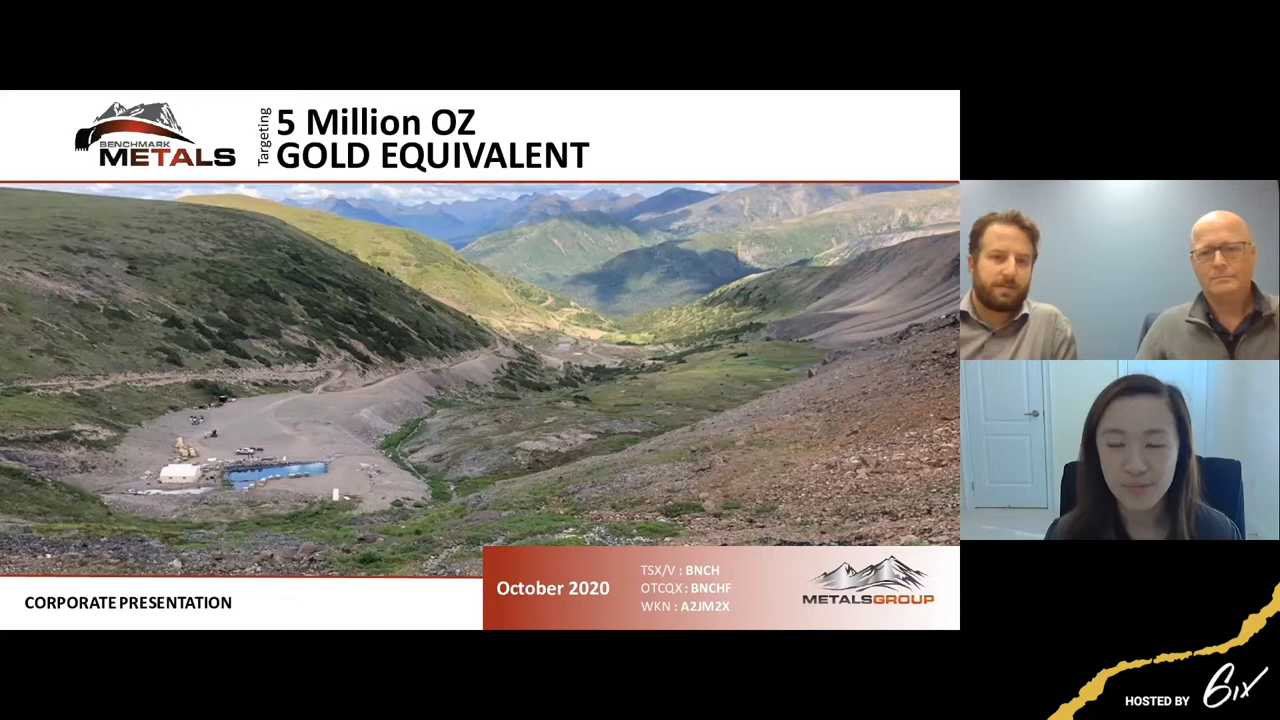 BENCHMARK
METALS
Targeting
5 Million OZ
GOLD EQUIVALENT
October 2020
TSX/V : BNCH
OTCQX : BNCHF
WKN : A2JM2X
METALSGROUP
CORPORATE PRESENTATION
HOSTED BY 6ix